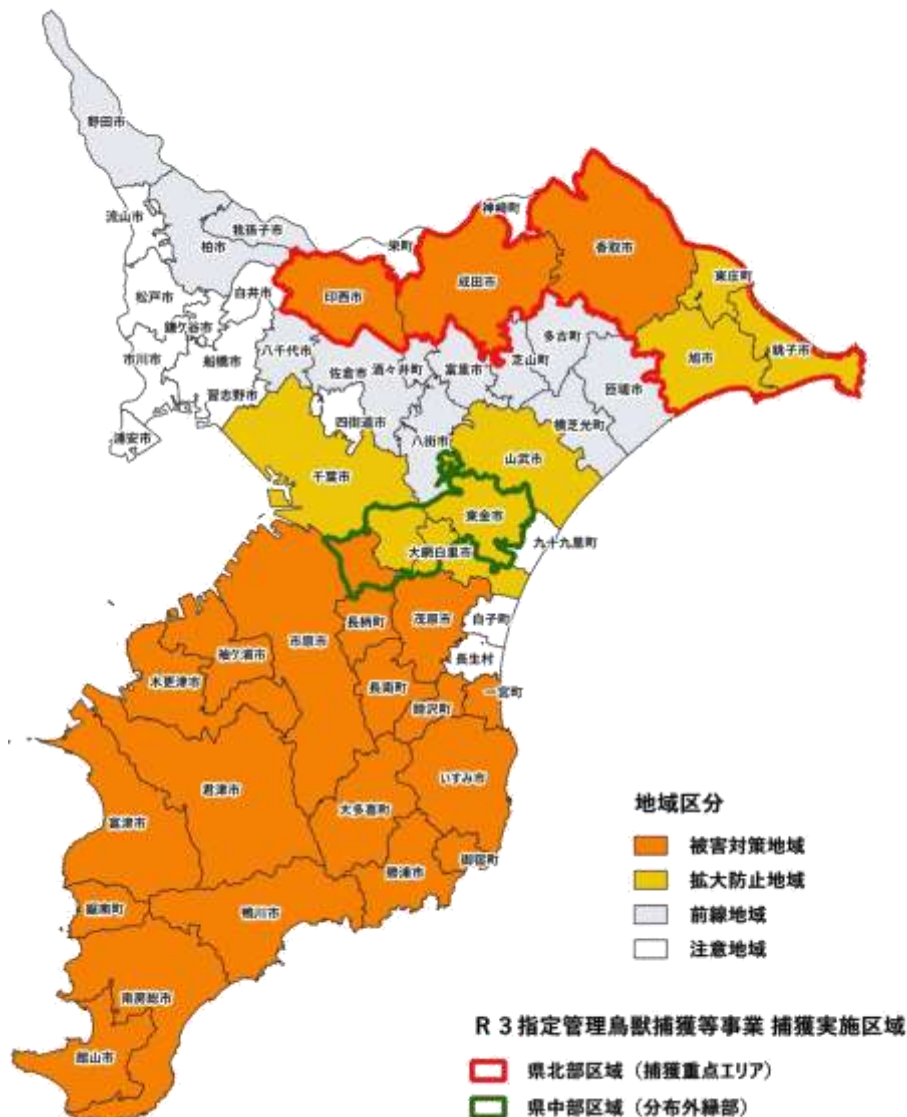 野田市
流山市
我孫子市
柏市
神崎町
栄町
香取市
成田市
東庄町
松戸市
白井市
印西市
鎌ケ谷市
多古町
銚子市
市川市
船橋市
八千代市
佐倉市
酒々井町
富里市
芝山町
旭市
習志野市
匝瑳市
浦安市
四街道市
横芝光町
八街市
千葉市
山武市
東金市
九十九里町
大網白里市
長柄町
茂原市
白子町
市原市
袖ケ浦市
長生村
木更津市
長南町
睦沢町
一宮町
君津市
いすみ市
大多喜町
富津市
御宿町
勝浦市
鋸南町
鴨川市
南房総市
館山市
地域区分
被害対策地域
拡大防止地域
前線地域
注意地域
R3指定管理鳥獣捕獲等事業 捕獲実施区域
県北部区域（捕獲重点エリア）
県中部区域（分布外縁部）